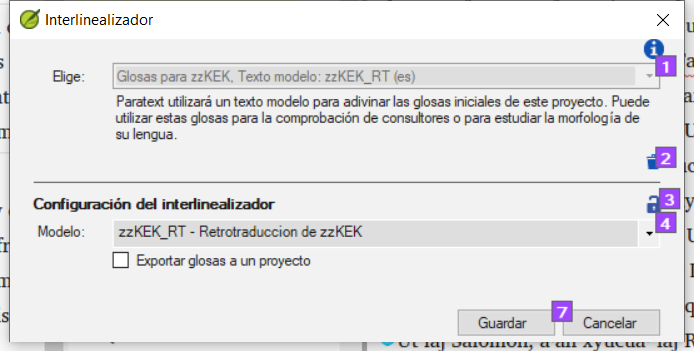 Interlinealizador
1
Elige: Glosas para zzKEK, Texto modelo: zzKEK_RT (es)
Paratext utilizará un texto modelo para adivinar las glosas iniciales de este proyecto. Puede
utilizar estas glosas para la comprobación de consultores o para estudiar la morfología de
su lengua.
2
3
Configuración del interlinealizador
4
Modelo: zzKEK_RT - Retrotraduccion de zzKEK
Exportar glosas a un proyecto
7
Guardar Cancelar